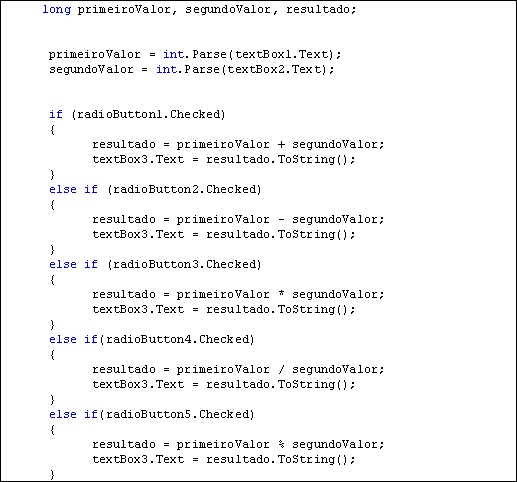 long primeiroValor, segundoValor, resultado;
primeiroValor = int.Parse(textBox1.Text);
segundoValor = int.Parse(textBox2.Text);
if (radioButton1.Checked)
{
resultado = primeiroValor + segundoValor;
textBox3.Text = resultado.ToString();
}
else if (radioButton2.Checked)
{
resultado = primeiroValor - segundoValor;
textBox3.Text = resultado.ToString();
}
else if (radioButton3.Checked)
{
resultado = primeiroValor * segundoValor;
textBox3.Text = resultado.ToString();
}
else if(radioButton4.Checked)
{
resultado = primeiroValor / segundoValor;
textBox3.Text = resultado.ToString();
}
else if(radioButton5.Checked)
{
resultado = primeiroValor % segundoValor;
textBox3.Text = resultado.ToString();
}